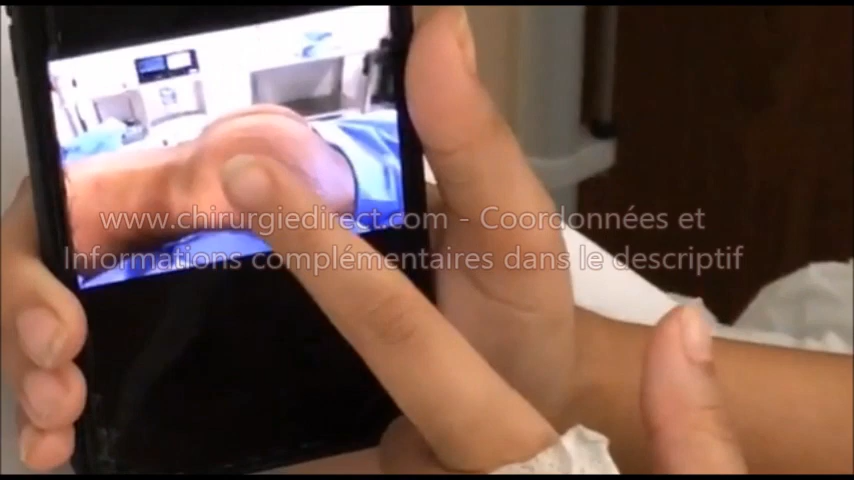 www.chirurgiedirect.com - Coordonnées et
Informations complémentaires dans le descriptif